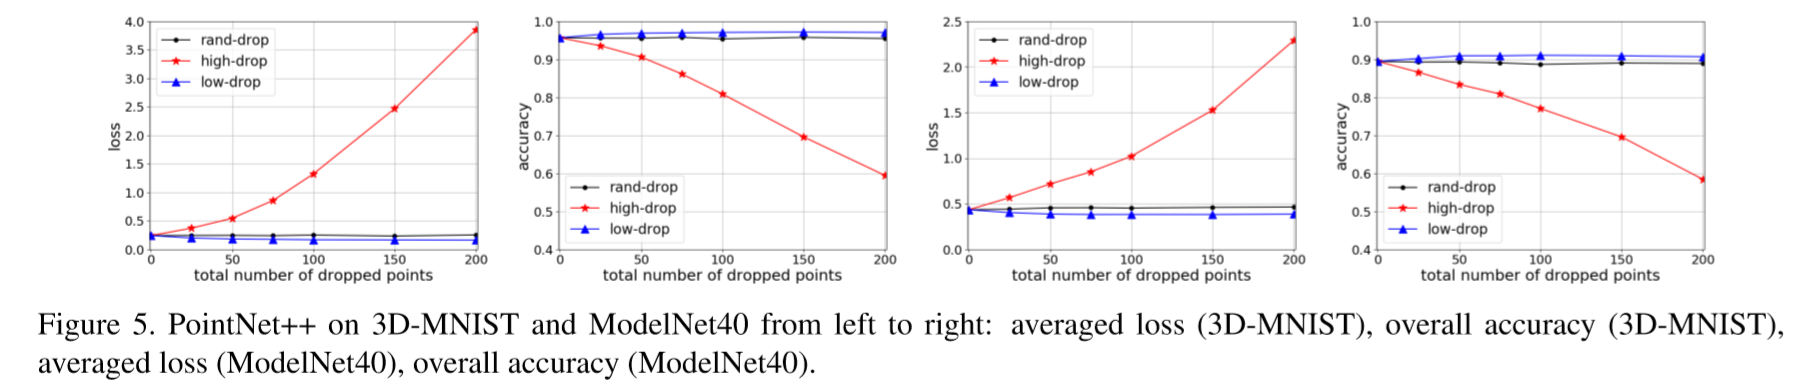 4.0
3.5
3.0
2.5
2.0
1.5
1.0
0.5
0.0
loss
rand-drop
high-drop
low-drop
0 50 100 150 200
total number of dropped points
1.0
0.9
0.8
0.7
0.6
0.5
0.4
accuracy
rand-drop
high-drop
low-drop
0 50 100 150 200
total number of dropped points
2.5
2.0
1.5
1.0
0.5
0.0
loss
rand-drop
high-drop
low-drop
0 50 100 150 200
total number of dropped points
1.0
0.9
0.8
0.7
0.6
0.5
0.4
accuracy
rand-drop
high-drop
low-drop
0 50 100 150 200
total number of dropped points
Figure 5. PointNet++ on 3D-MNIST and ModelNet40 from left to right: averaged loss (3D-MNIST), overall accuracy (3D-MNIST),
averaged loss (ModelNet40), overall accuracy (ModelNet40).